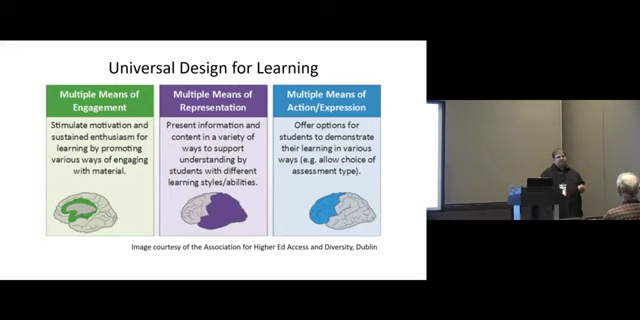 Universal Design for Learning
Multiple Means of
Engagement
Stimulate motivation and
sustained enthusiasm for
learning by promoting
various ways of engaging
with material.
Multiple Means of
Representation
Present information and
content in a variety of
ways to support
understanding by
students with different
learning styles/abilities.
Multiple Means of
Action/Expression
Offer options for
students to demonstrate
their learning in various
ways (e.g. allow choice of
assessment type).
Image courtesy of the Association for Higher Ed Access and Diversity, Dublin